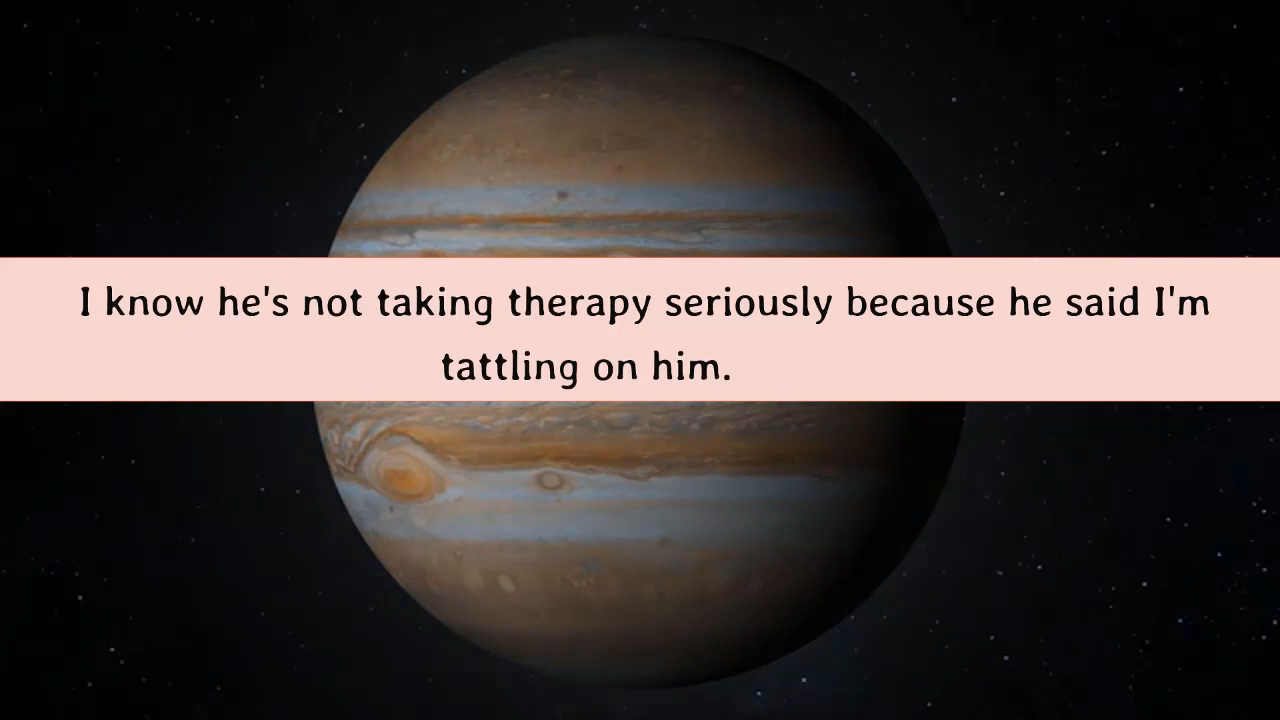 I know he's not taking therapy seriously because he said I'm
tattling on him.